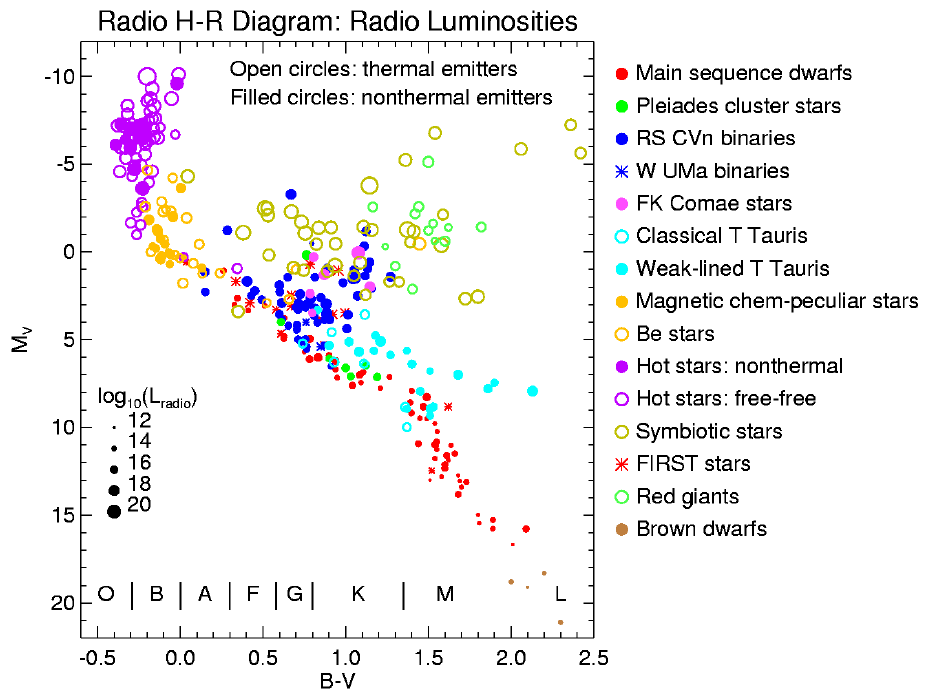 Radio H-R Diagram: Radio Luminosities
Open circles: thermal emitters
Filled circles: nonthermal emitters
-10
-5
0
5
10
15
20
M_V
log₁₀(L_radio)
12
14
16
18
20
O | B | A | F | G | K | M L
-0.5 0.0 0.5 1.0 1.5 2.0 2.5
B-V
Main sequence dwarfs
Pleiades cluster stars
RS CVn binaries
W UMa binaries
FK Comae stars
Classical T Tauris
Weak-lined T Tauris
Magnetic chem-peculiar stars
Be stars
Hot stars: nonthermal
Hot stars: free-free
Symbiotic stars
FIRST stars
Red giants
Brown dwarfs